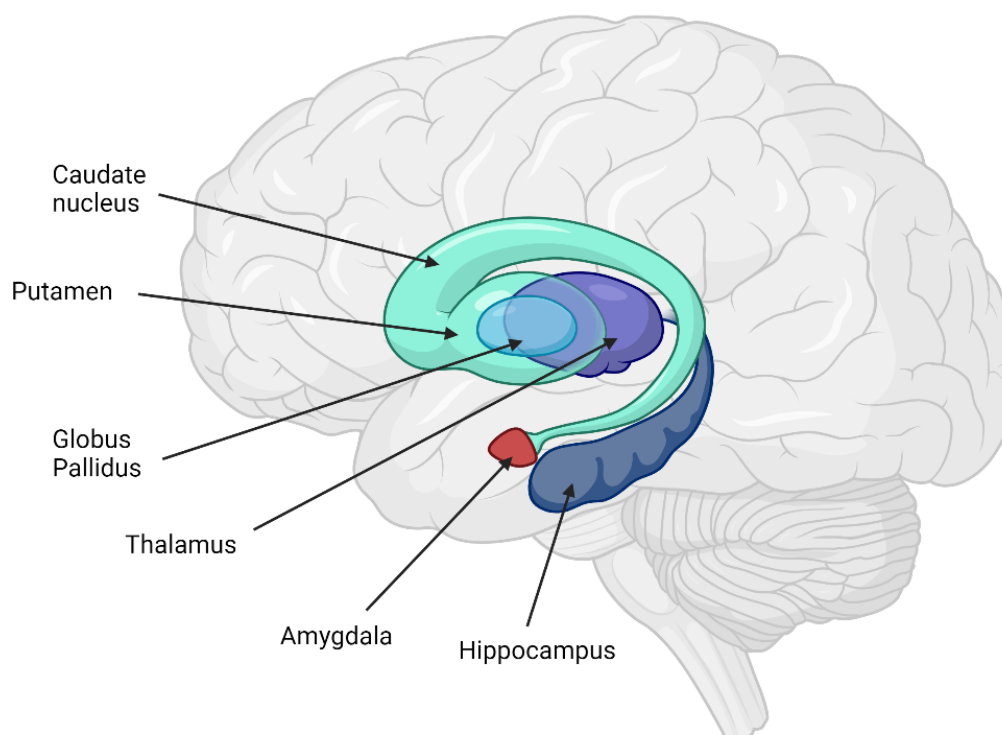 Caudate
nucleus
Putamen
Globus
Pallidus
Thalamus
Amygdala
Hippocampus